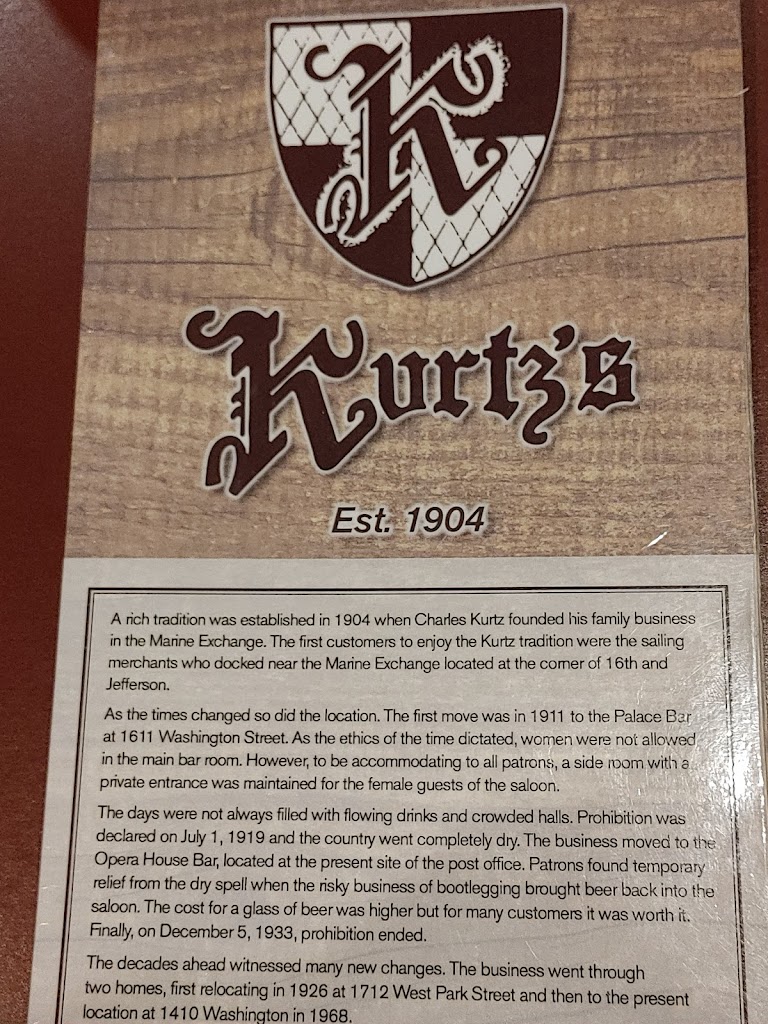 K
Kurtz's
Est. 1904
A rich tradition was established in 1904 when Charles Kurtz founded his family business
in the Marine Exchange. The first customers to enjoy the Kurtz tradition were the sailing
merchants who docked near the Marine Exchange located at the corner of 16th and
Jefferson.
As the times changed so did the location. The first move was in 1911 to the Palace Bar
at 1611 Washington Street. As the ethics of the time dictated, women were not allowed
in the main bar room. However, to be accommodating to all patrons, a side room with a
private entrance was maintained for the female guests of the saloon.
The days were not always filled with flowing drinks and crowded halls. Prohibition was
declared on July 1, 1919 and the country went completely dry. The business moved to the
Opera House Bar, located at the present site of the post office. Patrons found temporary
relief from the dry spell when the risky business of bootlegging brought beer back into the
saloon. The cost for a glass of beer was higher but for many customers it was worth it.
Finally, on December 5, 1933, prohibition ended.
The decades ahead witnessed many new changes. The business went through
two homes, first relocating in 1926 at 1712 West Park Street and then to the present
location at 1410 Washington in 1968.